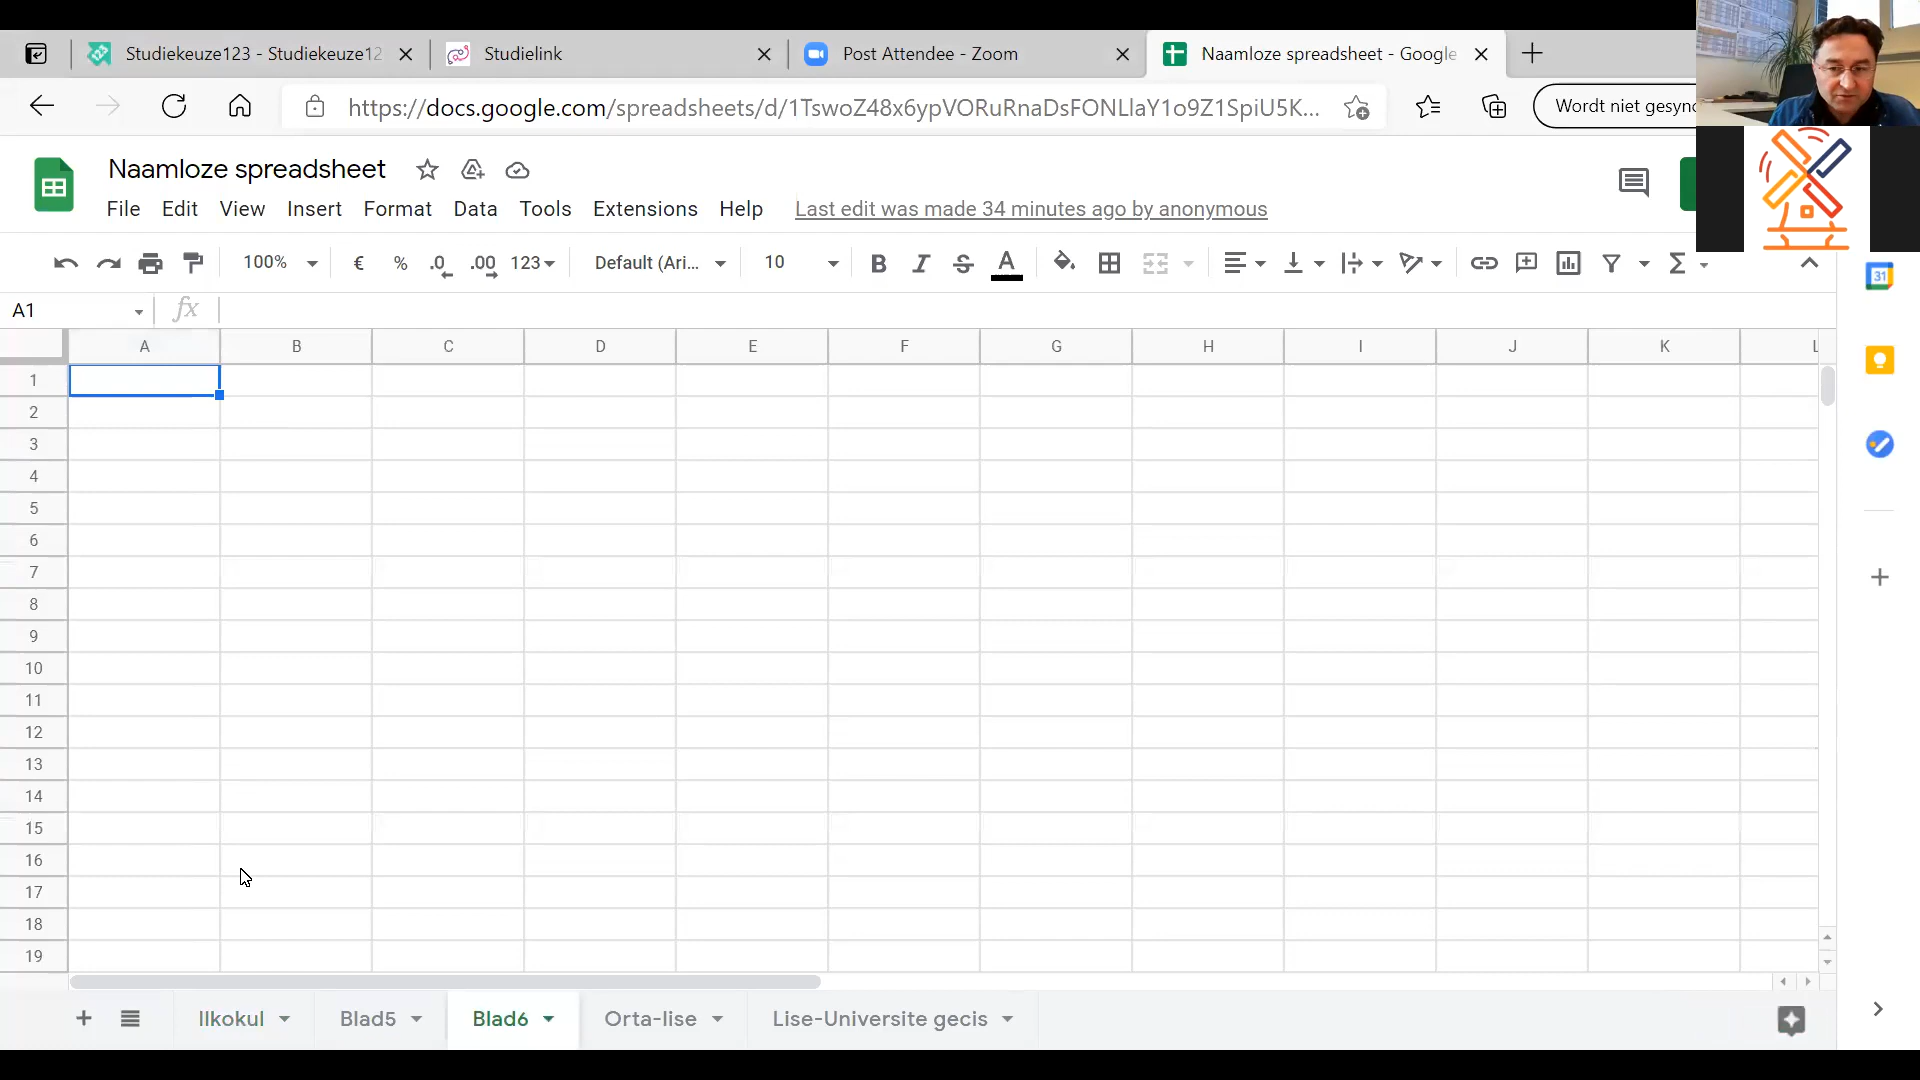 Studiekeuze123 - Studiekeuze12
Studielink
Post Attendee - Zoom
Naamloze spreadsheet - Google
https://docs.google.com/spreadsheets/d/1TswoZ48x6ypVORuRnaDsFONLlaY1o9Z1SpiU5K...
Wordt niet gesync
Naamloze spreadsheet
File Edit View Insert Format Data Tools Extensions Help Last edit was made 34 minutes ago by anonymous
100% € % .0 .00 123 Default (Ari... 10 B I S A Σ
31
A1 fx
A B C D E F G H I J K L
1
2
3
4
5
6
7
8
9
10
11
12
13
14
15
16
17
18
19
Ilkokul Blad5 Blad6 Orta-lise Lise-Universite gecis